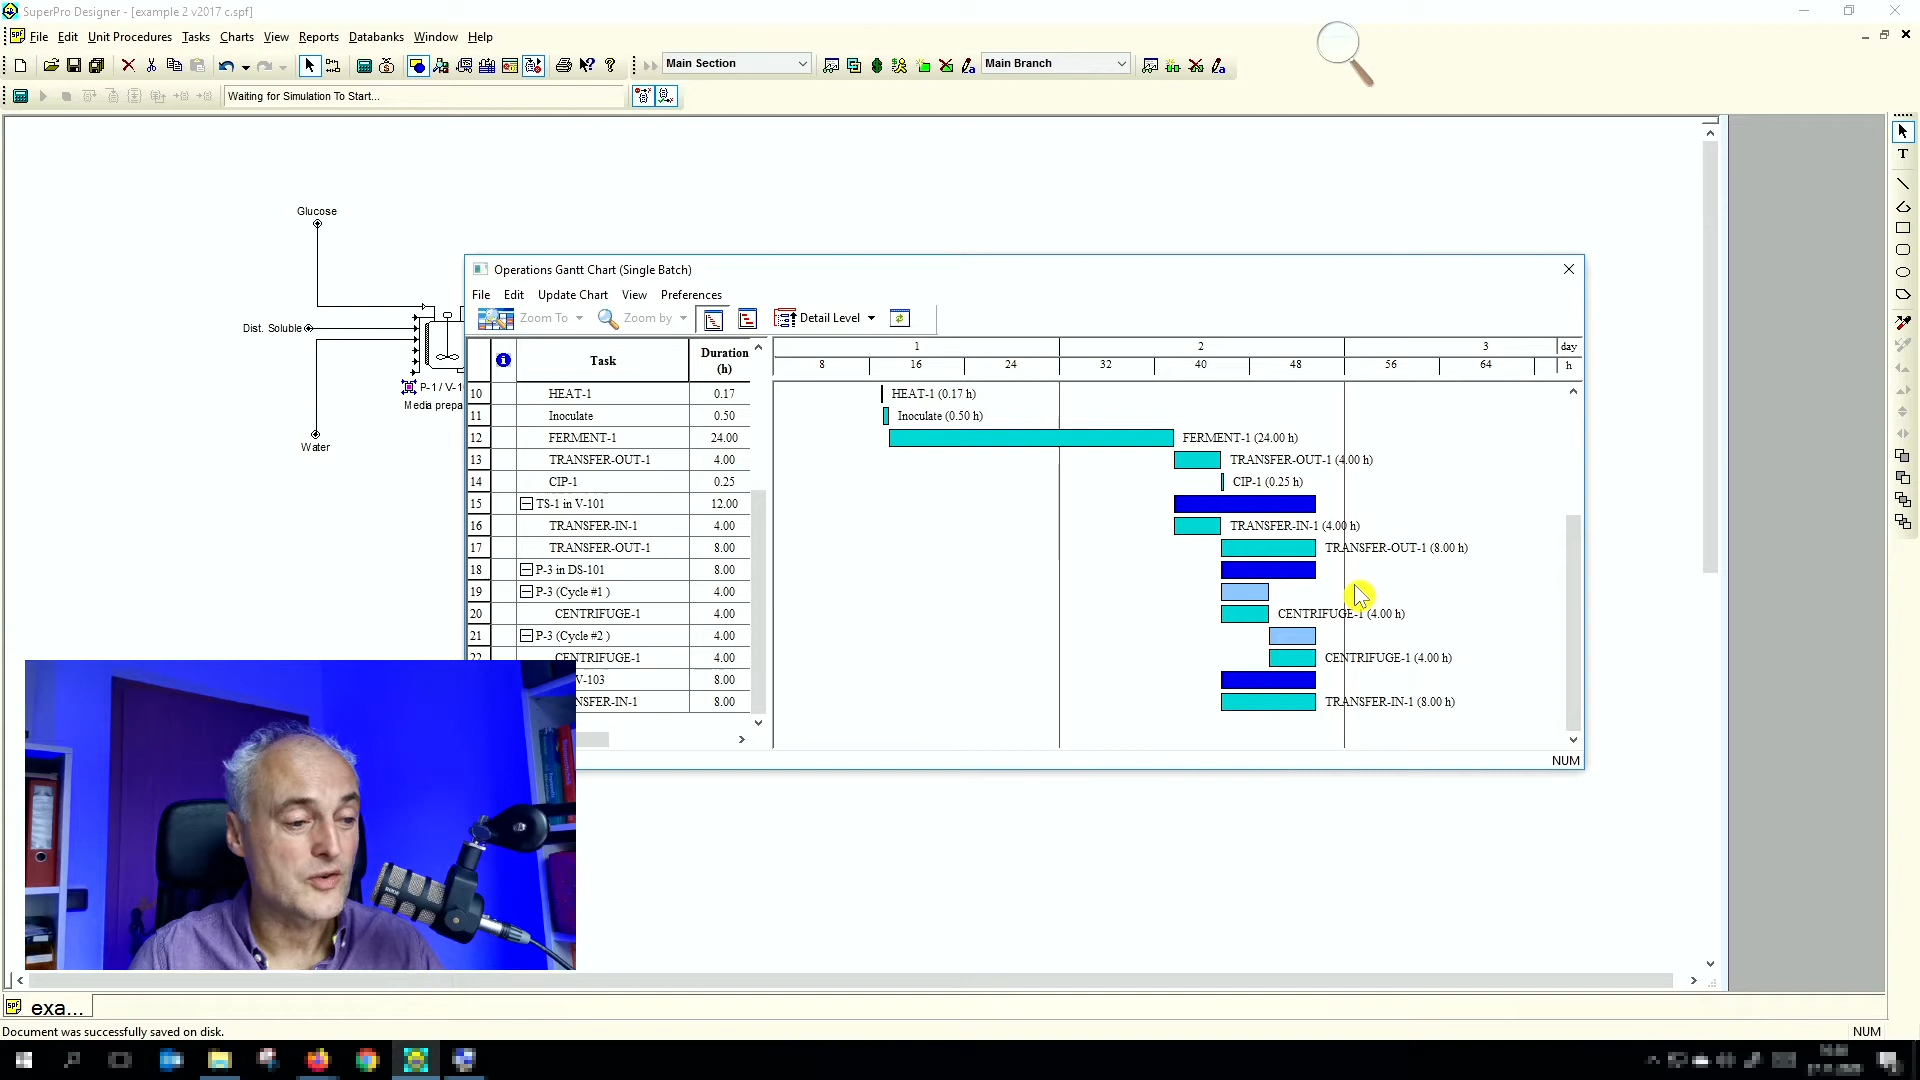 SuperPro Designer - [example 2 v2017 c.spf]
File Edit Unit Procedures Tasks Charts View Reports Databanks Window Help
Main Section Main Branch
Waiting for Simulation To Start...
Glucose
Dist. Soluble
Water
P-1 / V-1
Media prepa
Operations Gantt Chart (Single Batch)
File Edit Update Chart View Preferences
Zoom To Zoom by Detail Level
Task Duration (h)
1 2 3 day
8 16 24 32 40 48 56 64 h
10 HEAT-1 0.17 HEAT-1 (0.17 h)
11 Inoculate 0.50 Inoculate (0.50 h)
12 FERMENT-1 24.00 FERMENT-1 (24.00 h)
13 TRANSFER-OUT-1 4.00 TRANSFER-OUT-1 (4.00 h)
14 CIP-1 0.25 CIP-1 (0.25 h)
15 TS-1 in V-101 12.00
16 TRANSFER-IN-1 4.00 TRANSFER-IN-1 (4.00 h)
17 TRANSFER-OUT-1 8.00 TRANSFER-OUT-1 (8.00 h)
18 P-3 in DS-101 8.00
19 P-3 (Cycle #1 ) 4.00
20 CENTRIFUGE-1 4.00 CENTRIFUGE-1 (4.00 h)
21 P-3 (Cycle #2 ) 4.00
22 CENTRIFUGE-1 4.00 CENTRIFUGE-1 (4.00 h)
V-103 8.00
NSFER-IN-1 8.00 TRANSFER-IN-1 (8.00 h)
NUM
exa...
Document was successfully saved on disk.
NUM